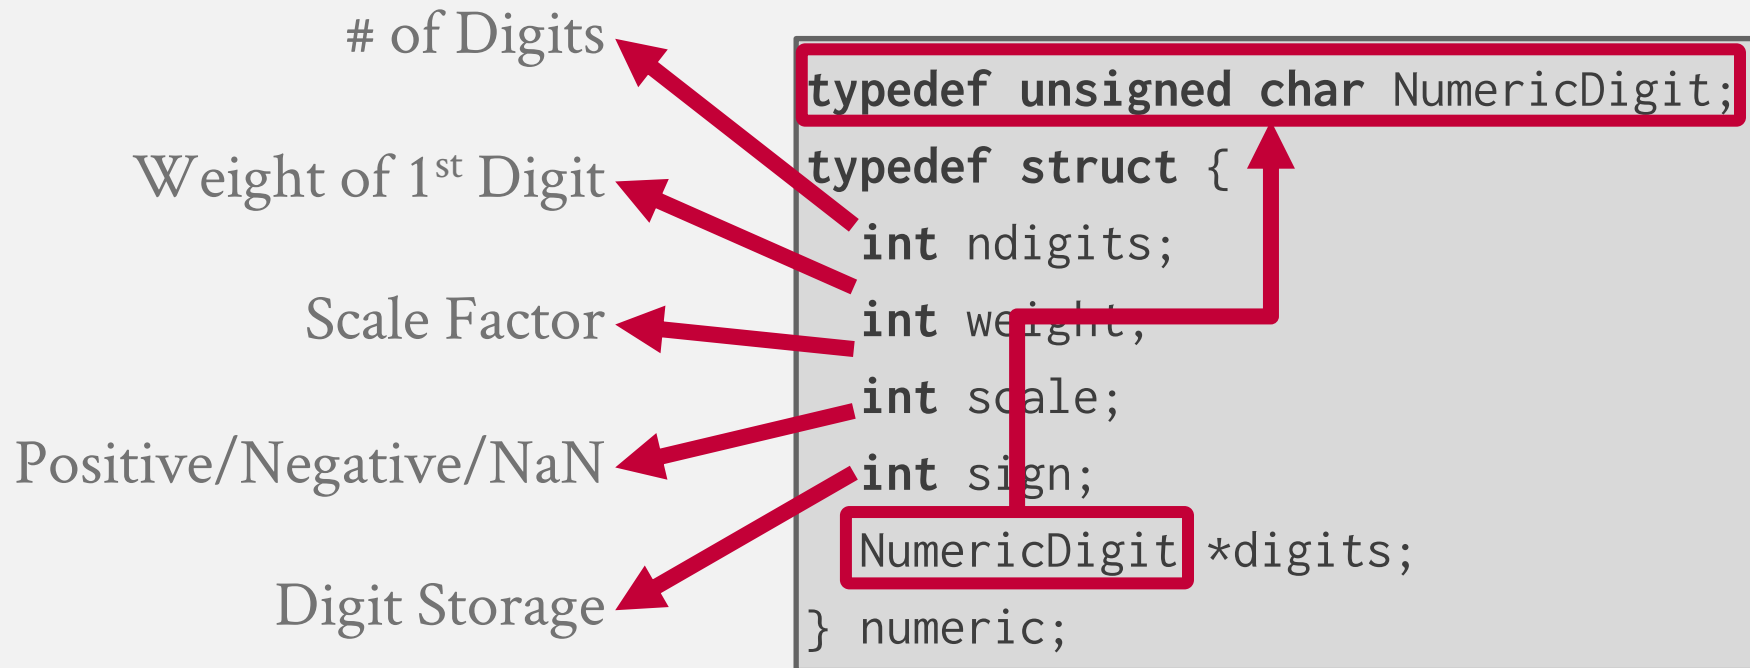 # of Digits
Weight of 1st Digit
Scale Factor
Positive/Negative/NaN
Digit Storage
typedef unsigned char NumericDigit;
typedef struct {
int ndigits;
int weight;
int scale;
int sign;
NumericDigit *digits;
} numeric;